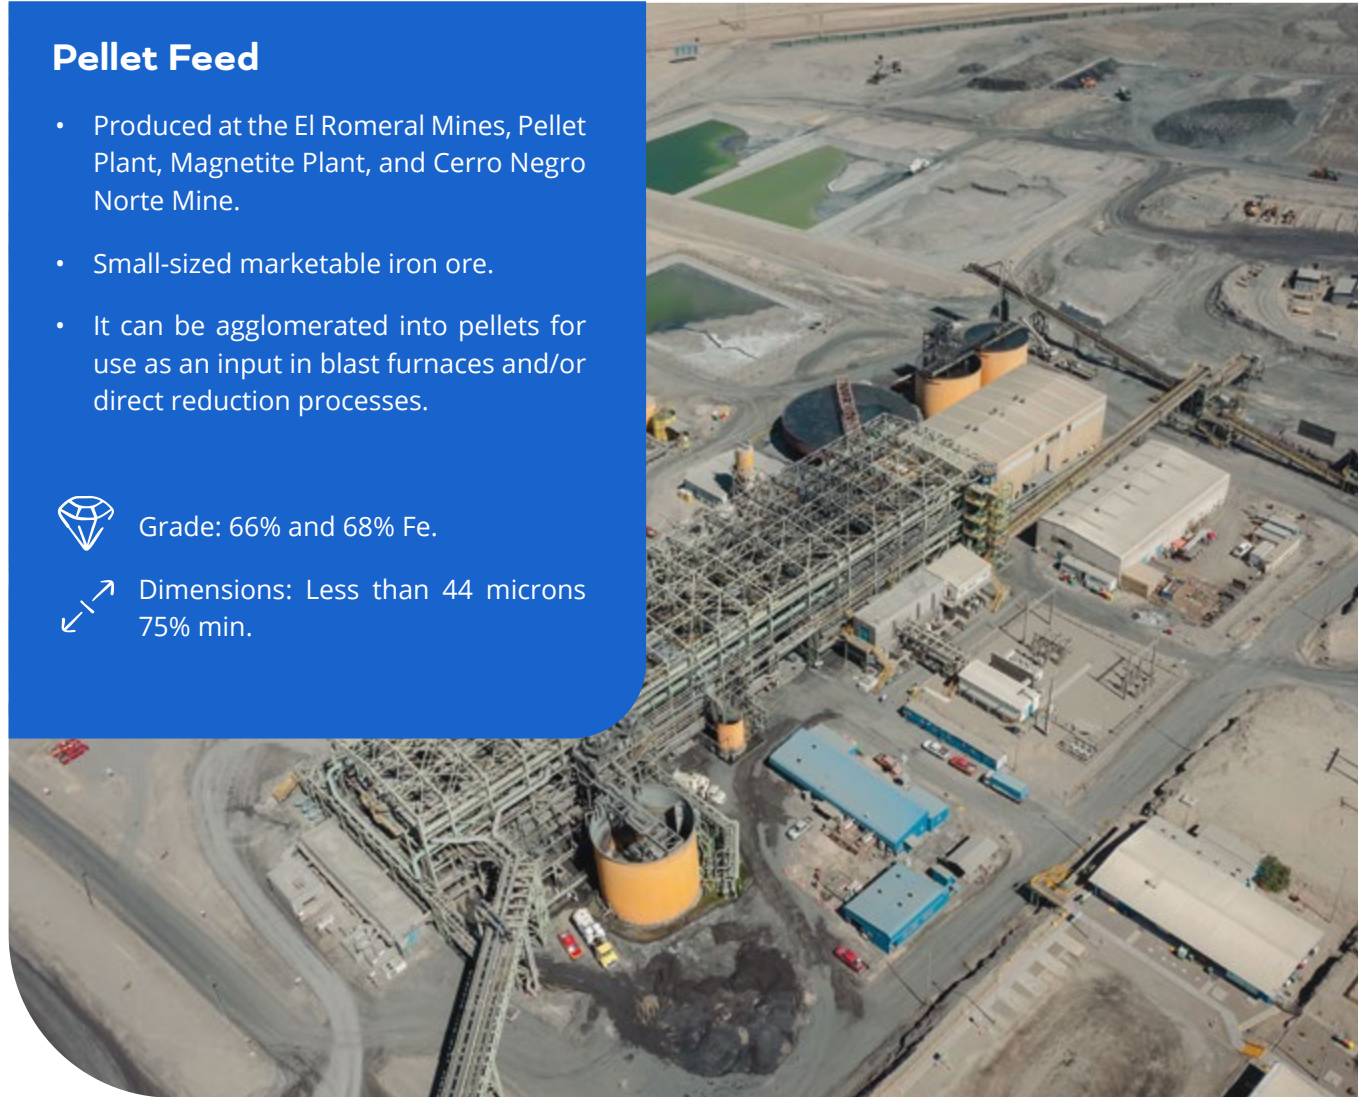 Pellet Feed
• Produced at the El Romeral Mines, Pellet
Plant, Magnetite Plant, and Cerro Negro
Norte Mine.
• Small-sized marketable iron ore.
• It can be agglomerated into pellets for
use as an input in blast furnaces and/or
direct reduction processes.
Grade: 66% and 68% Fe.
Dimensions: Less than 44 microns
75% min.